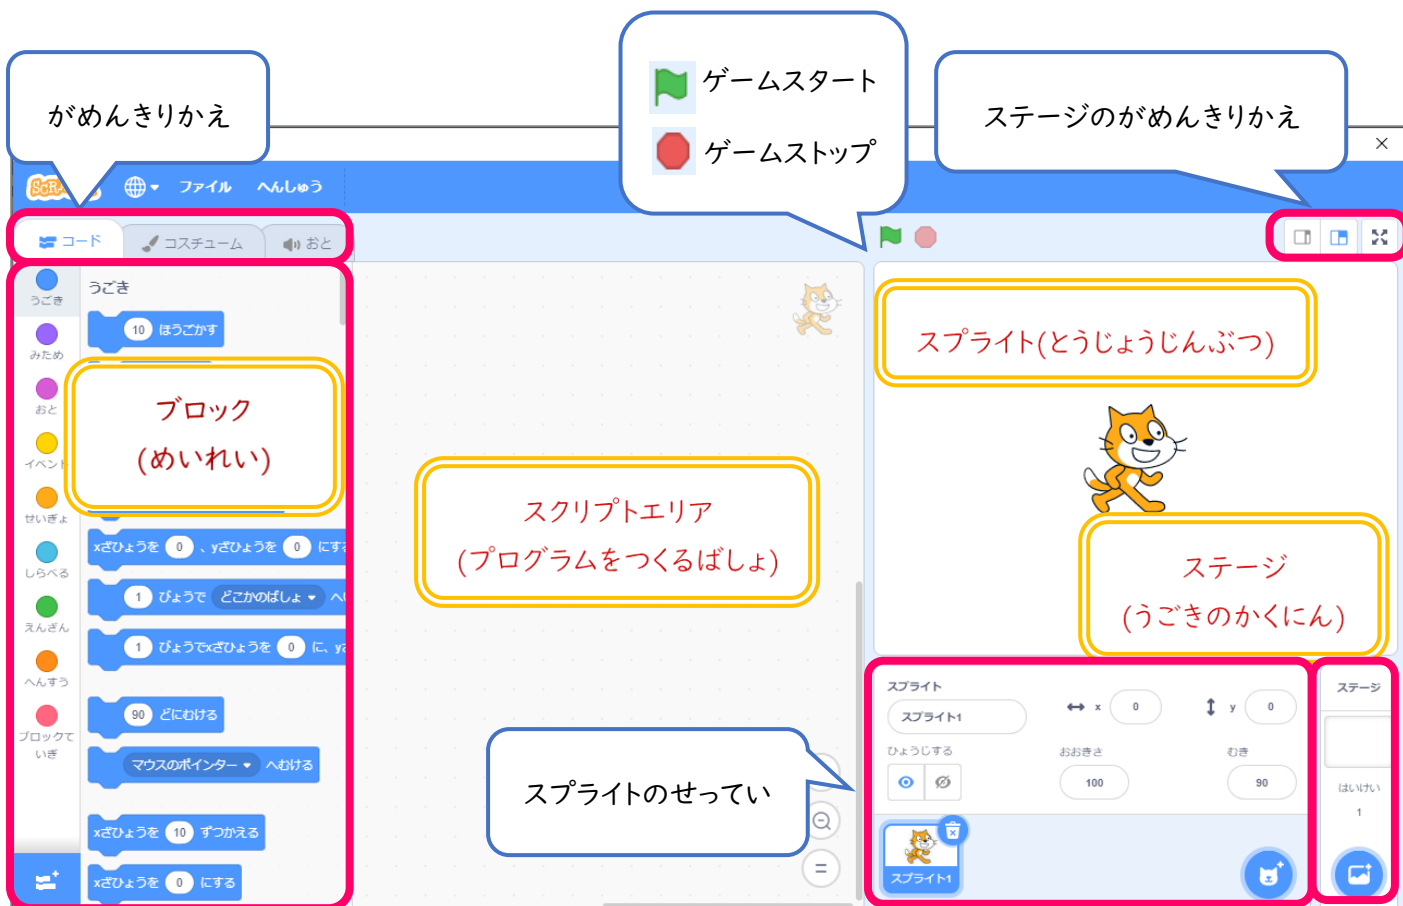 がめんきりかえ
ゲームスタート
ゲームストップ
ステージのがめんきりかえ
ファイル へんしゅう
コード コスチューム おと
うごき
みため
おと
イベント
せいぎょ
しらべる
えんざん
へんすう
ブロックて
いぎ
うごき
10 ほうごかす
ブロック
(めいれい)
xざひょうを 0 、yざひょうを 0 にする
1 びょうで どこかのばしょ へ
1 びょうでxざひょうを 0 に、yざ
90 どにむける
マウスのポインター へむける
xざひょうを 10 ずつかえる
xざひょうを 0 にする
スクリプトエリア
(プログラムをつくるばしょ)
スプライトのせってい
スプライト(とうじょうじんぶつ)
ステージ
(うごきのかくにん)
スプライト
スプライト1
x 0 y 0
ひょうじする おおきさ むき
100 90
スプライト1
ステージ
はいけい
1